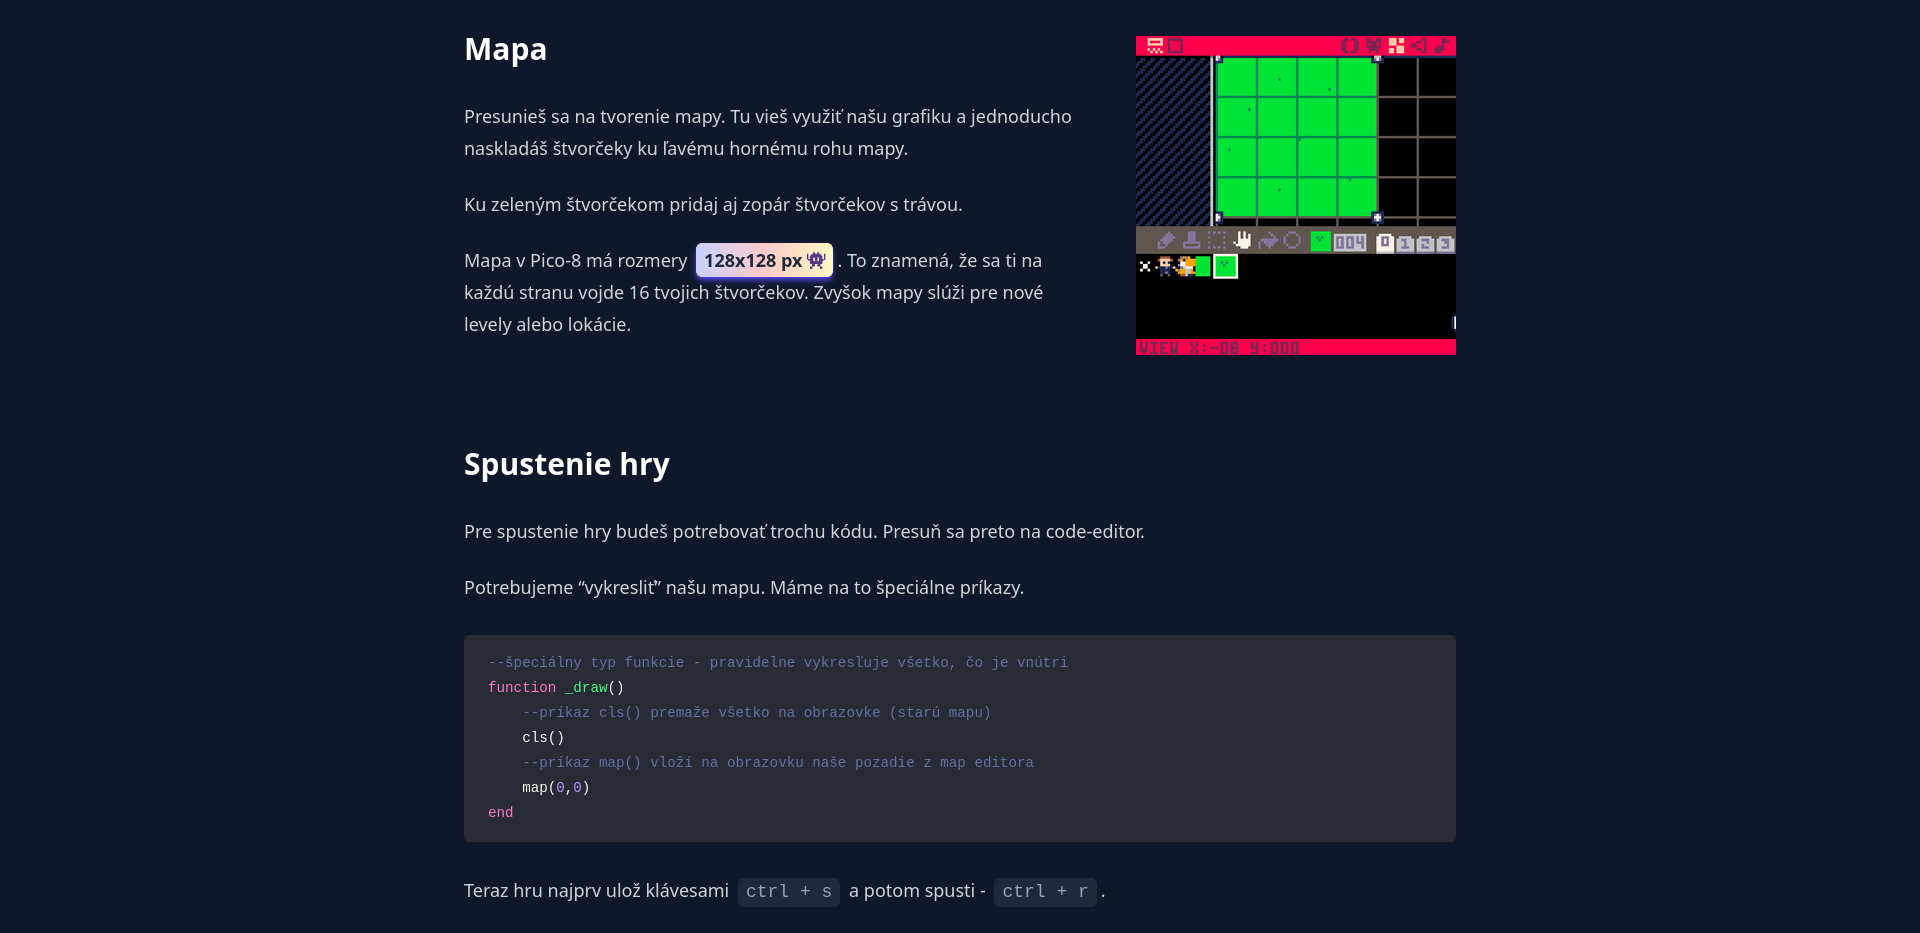 Mapa
Presunieš sa na tvorenie mapy. Tu vieš využiť našu grafiku a jednoducho
naskladáš štvorčeky ku ľavému hornému rohu mapy.
Ku zeleným štvorčekom pridaj aj zopár štvorčekov s trávou.
Mapa v Pico-8 má rozmery 128x128 px 👾 . To znamená, že sa ti na
každú stranu vojde 16 tvojich štvorčekov. Zvyšok mapy slúži pre nové
levely alebo lokácie.
004 0 1 2 3
VIEW X:-08 Y:000
Spustenie hry
Pre spustenie hry budeš potrebovať trochu kódu. Presuň sa preto na code-editor.
Potrebujeme “vykresliť” našu mapu. Máme na to špeciálne príkazy.
--špeciálny typ funkcie - pravidelne vykresľuje všetko, čo je vnútri
function _draw()
    --príkaz cls() premaže všetko na obrazovke (starú mapu)
    cls()
    --príkaz map() vloží na obrazovku naše pozadie z map editora
    map(0,0)
end
Teraz hru najprv ulož klávesami ctrl + s a potom spusti - ctrl + r .